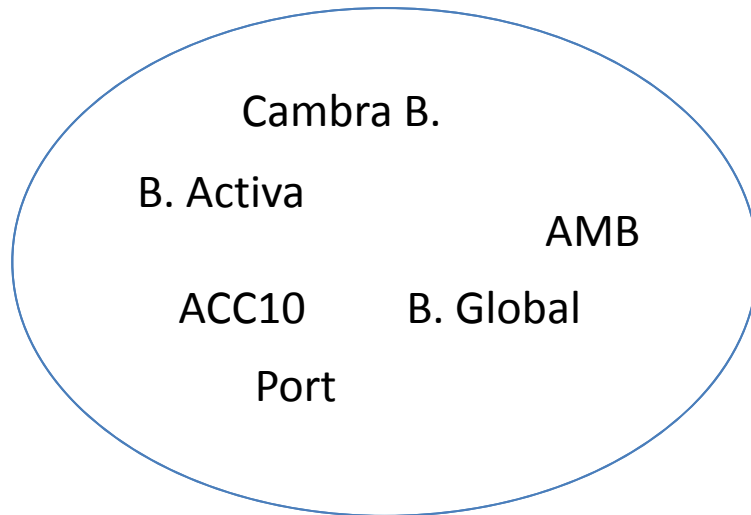 Cambra B.
B. Activa
AMB
ACC10
B. Global
Port